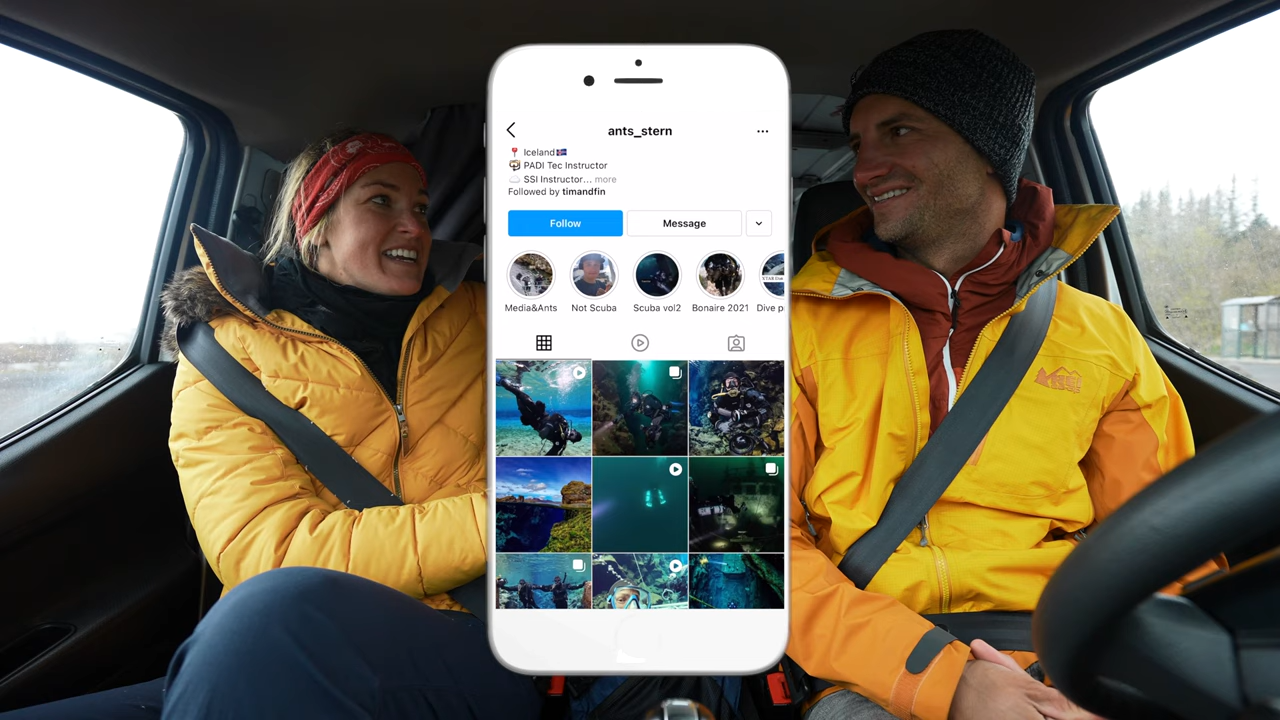 ants_stern
Iceland
PADI Tec Instructor
SSI Instructor... more
Followed by timandfin
Follow
Message
Media&Ants
Not Scuba
Scuba vol2
Bonaire 2021
Dive p
REI